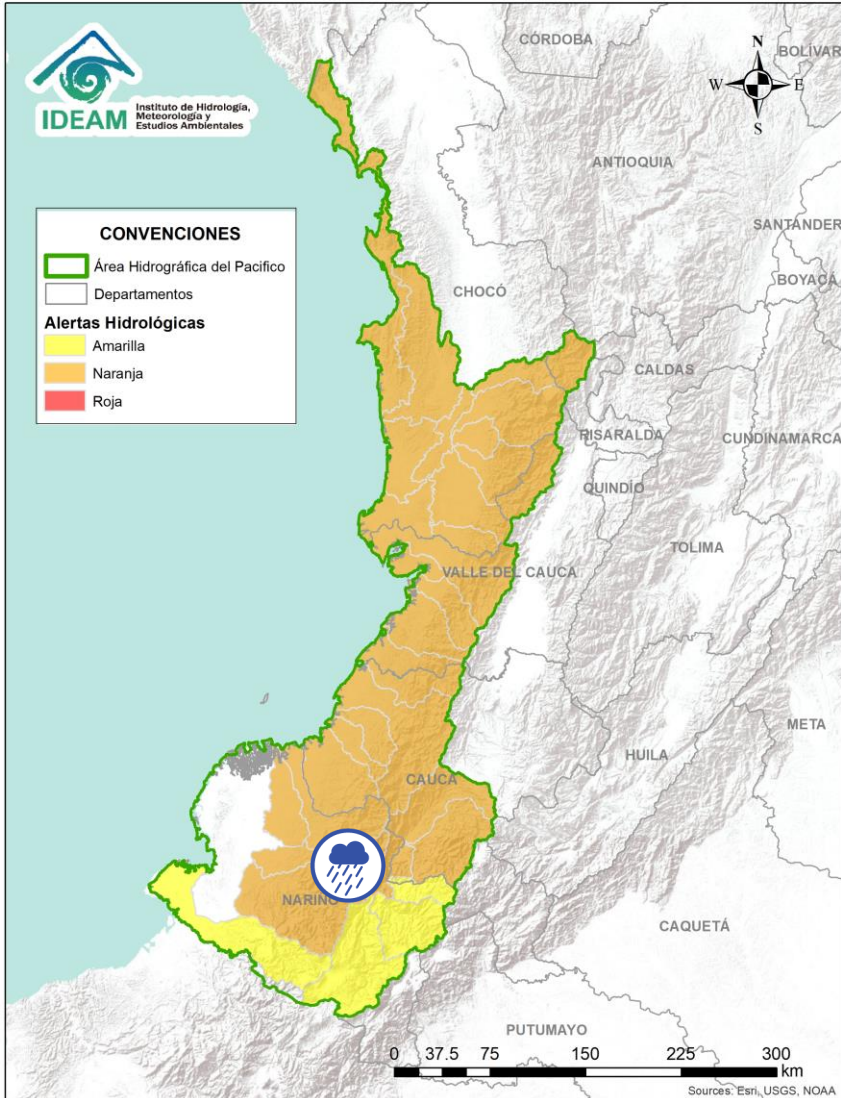 IDEAM
Instituto de Hidrología,
Meteorología y
Estudios Ambientales
CÓRDOBA
BOLÍVAR
N
W E
S
ANTIOQUIA
SANTANDER
CONVENCIONES
Área Hidrográfica del Pacifico
Departamentos
Alertas Hidrológicas
Amarilla
Naranja
Roja
BOYACÁ
CHOCÓ
CALDAS
RISARALDA
CUNDINAMARCA
QUINDÍO
TOLIMA
VALLE DEL CAUCA
META
HUILA
CAUCA
NARIÑO
CAQUETÁ
PUTUMAYO
0 37.5 75 150 225 300
km
Sources: Esri, USGS, NOAA